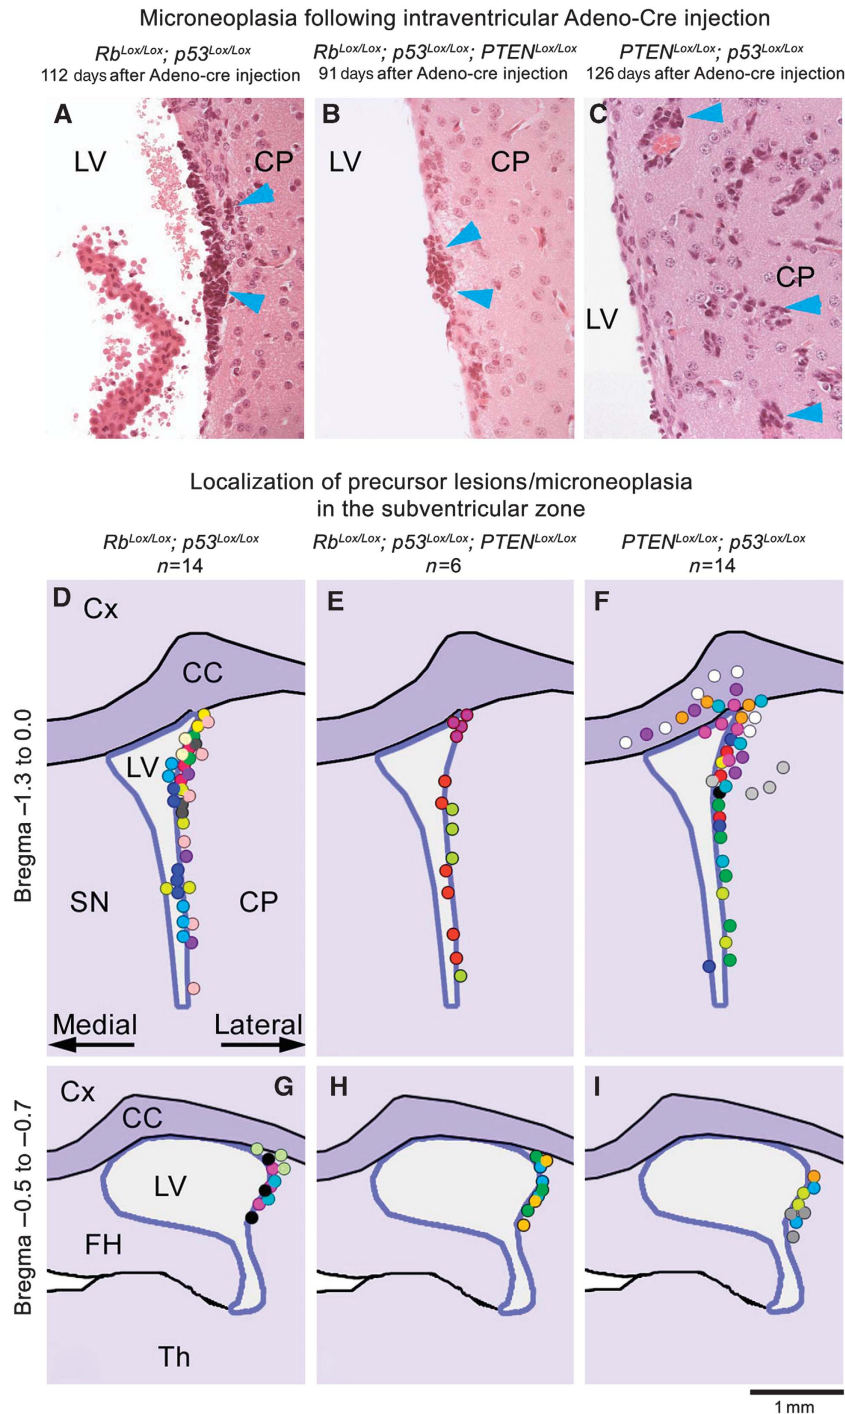 Microneoplasia following intraventricular Adeno-Cre injection
Rb^Lox/Lox; p53^Lox/Lox
112 days after Adeno-cre injection
Rb^Lox/Lox; p53^Lox/Lox; PTEN^Lox/Lox
91 days after Adeno-cre injection
PTEN^Lox/Lox; p53^Lox/Lox
126 days after Adeno-cre injection
A
LV
CP
B
LV
CP
C
CP
LV
Localization of precursor lesions/microneoplasia
in the subventricular zone
Rb^Lox/Lox; p53^Lox/Lox
n=14
Rb^Lox/Lox; p53^Lox/Lox; PTEN^Lox/Lox
n=6
PTEN^Lox/Lox; p53^Lox/Lox
n=14
Bregma –1.3 to 0.0
D
Cx
CC
LV
SN
CP
Medial
Lateral
E
F
Bregma –0.5 to –0.7
Cx
G
CC
LV
FH
Th
H
I
1 mm